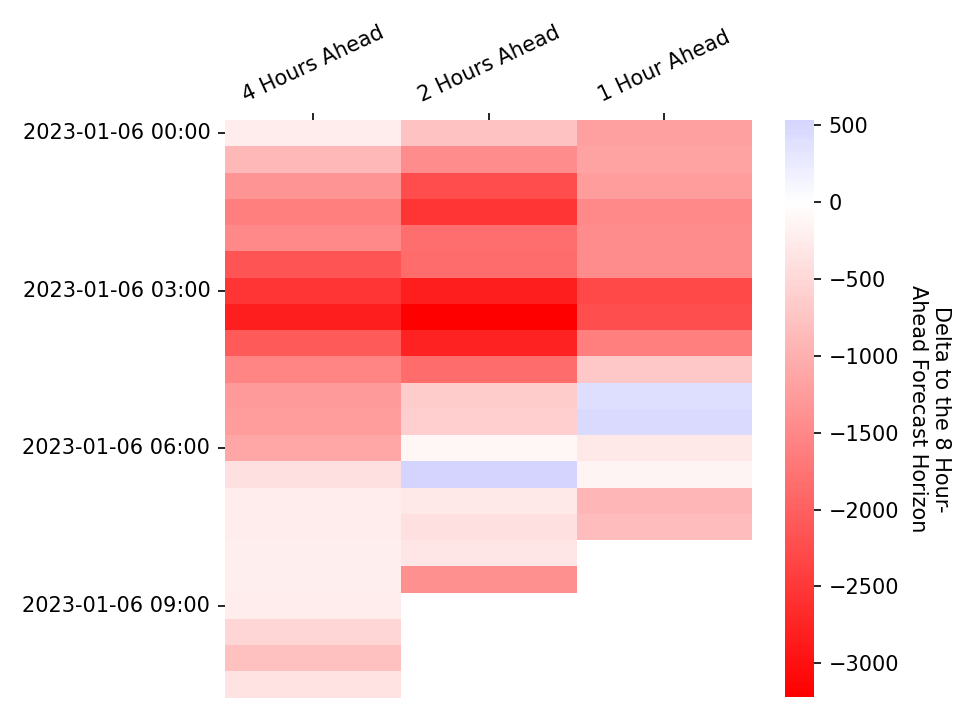 4 Hours Ahead
2 Hours Ahead
1 Hour Ahead
2023-01-06 00:00
2023-01-06 03:00
2023-01-06 06:00
2023-01-06 09:00
500
0
−500
−1000
−1500
−2000
−2500
−3000
Delta to the 8 Hour-
Ahead Forecast Horizon